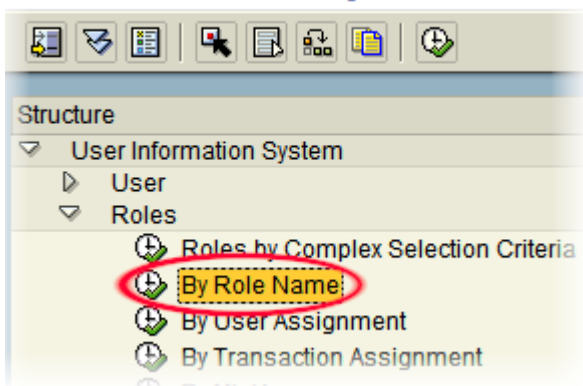 Structure
User Information System
User
Roles
Roles by Complex Selection Criteria
By Role Name
By User Assignment
By Transaction Assignment